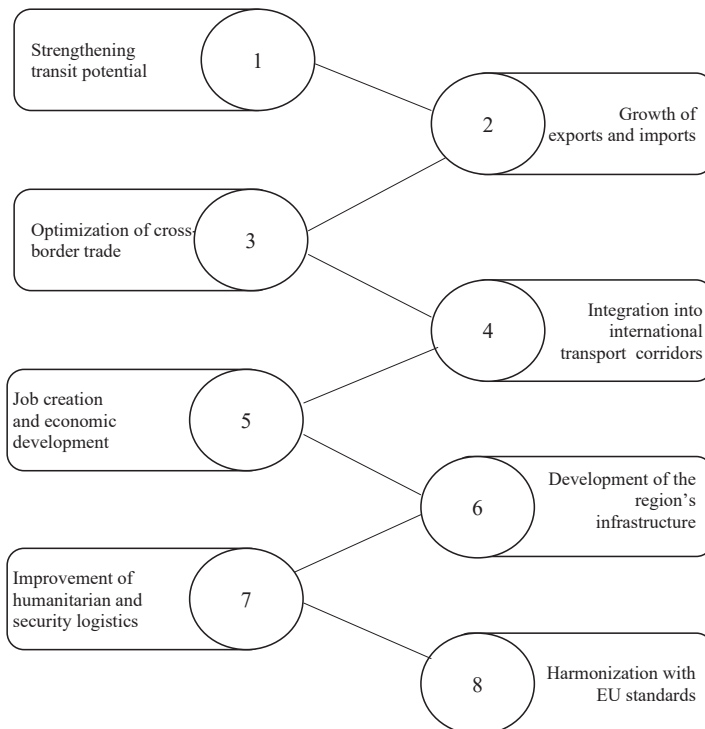 Strengthening
transit potential
1
2
Growth of
exports and imports
Optimization of cross-
border trade
3
4
Integration into
international
transport corridors
Job creation
and economic
development
5
6
Development of the
region’s
infrastructure
Improvement of
humanitarian and
security logistics
7
8
Harmonization with
EU standards